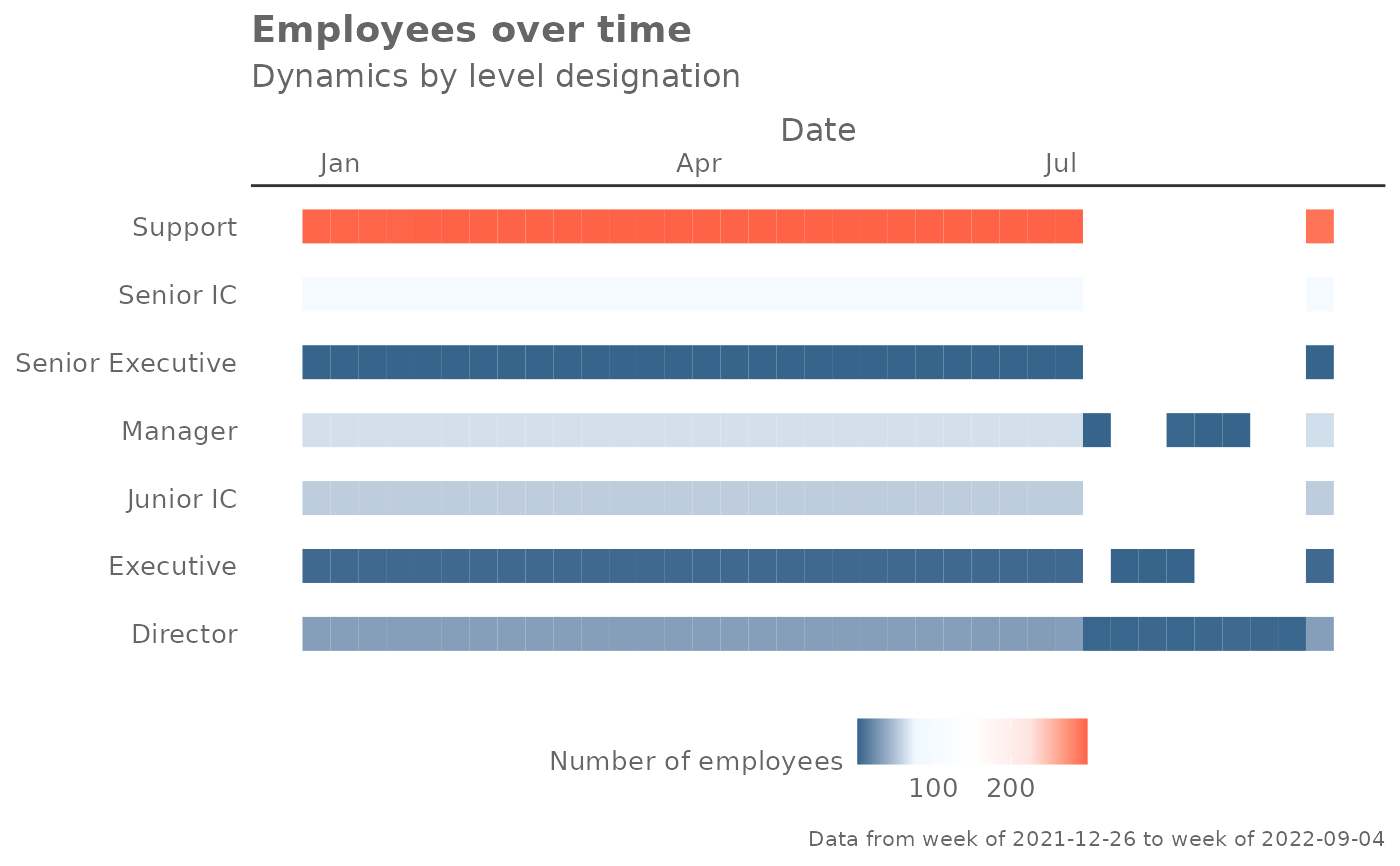 Employees over time
Dynamics by level designation
Date
Jan Apr Jul
Support
Senior IC
Senior Executive
Manager
Junior IC
Executive
Director
Number of employees
100 200
Data from week of 2021-12-26 to week of 2022-09-04